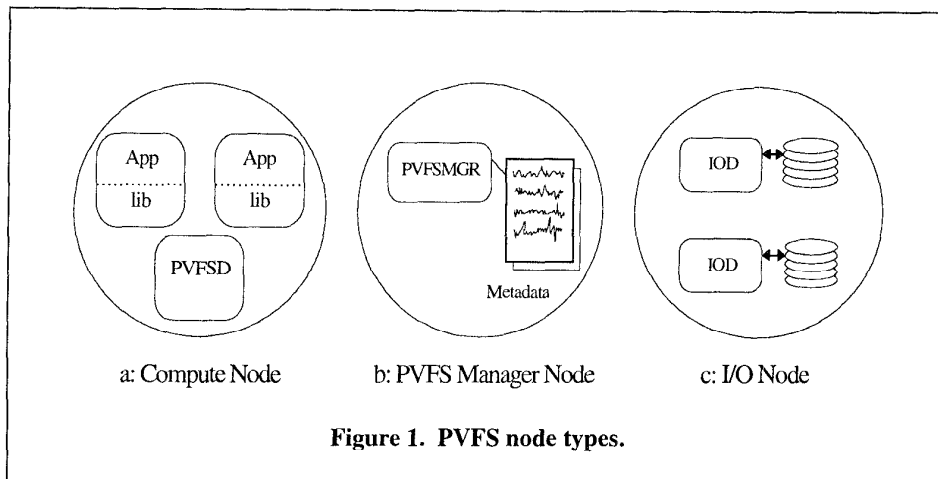 App
App
lib
lib
PVFSD
PVFSMGR
Metadata
IOD
IOD
a: Compute Node
b: PVFS Manager Node
c: I/O Node
Figure 1. PVFS node types.